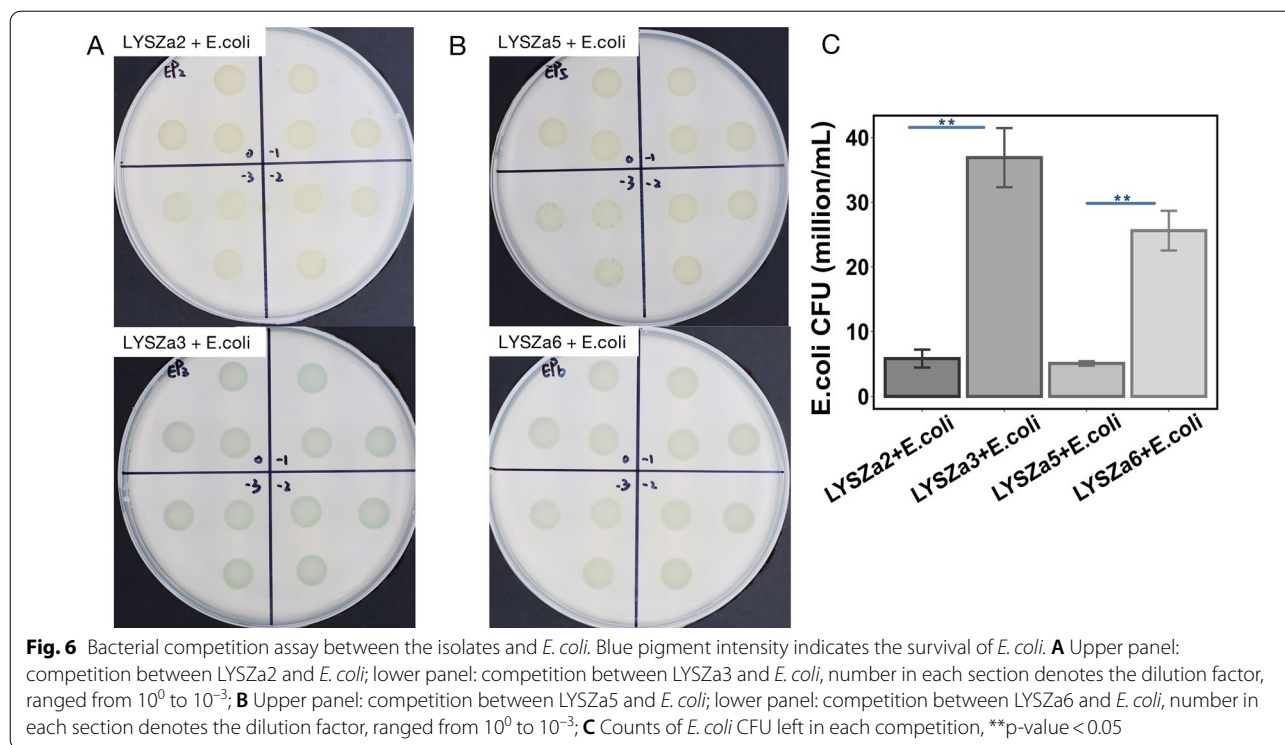 A
LYSZa2 + E.coli
EP2
0 -1
-3 -2
LYSZa3 + E.coli
EP3
0 -1
-3 -2
B
LYSZa5 + E.coli
EP5
0 -1
-3 -2
LYSZa6 + E.coli
EP6
0 -1
-3 -2
C
E.coli CFU (million/mL)
40
30
20
10
0
**
**
LYSZa2+E.coli
LYSZa3+E.coli
LYSZa5+E.coli
LYSZa6+E.coli
Fig. 6 Bacterial competition assay between the isolates and E. coli. Blue pigment intensity indicates the survival of E. coli. A Upper panel:
competition between LYSZa2 and E. coli; lower panel: competition between LYSZa3 and E. coli, number in each section denotes the dilution factor,
ranged from 10⁰ to 10⁻³; B Upper panel: competition between LYSZa5 and E. coli; lower panel: competition between LYSZa6 and E. coli, number in
each section denotes the dilution factor, ranged from 10⁰ to 10⁻³; C Counts of E. coli CFU left in each competition, **p-value < 0.05